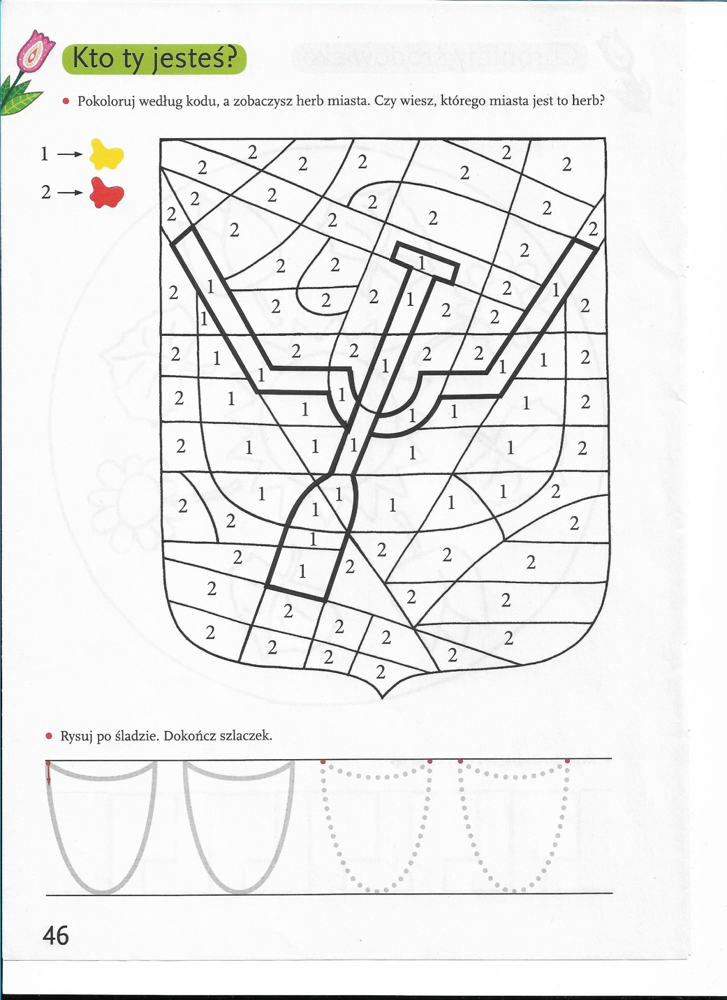 Kto ty jesteś?
Pokoloruj według kodu, a zobaczysz herb miasta. Czy wiesz, którego miasta jest to herb?
1
2
2 2 2 2 2 2 2
2 2 2 2 2
2 2 2 2 2
2 1 2 2 1 2 2 1
2 2 2 1 2 2 2
1
2 1 2 2 2 2 1 2
1 1 1
2 1 1 1 2
1 1 1
2 1 1 1 1 1 2
2 1 1 1 1 1 1 2
2 1 2
2 2 2 2 2
1 2
2 2 2
2 2 2
2 2 2 2
2 2 2
2
Rysuj po śladzie. Dokończ szlaczek.
46